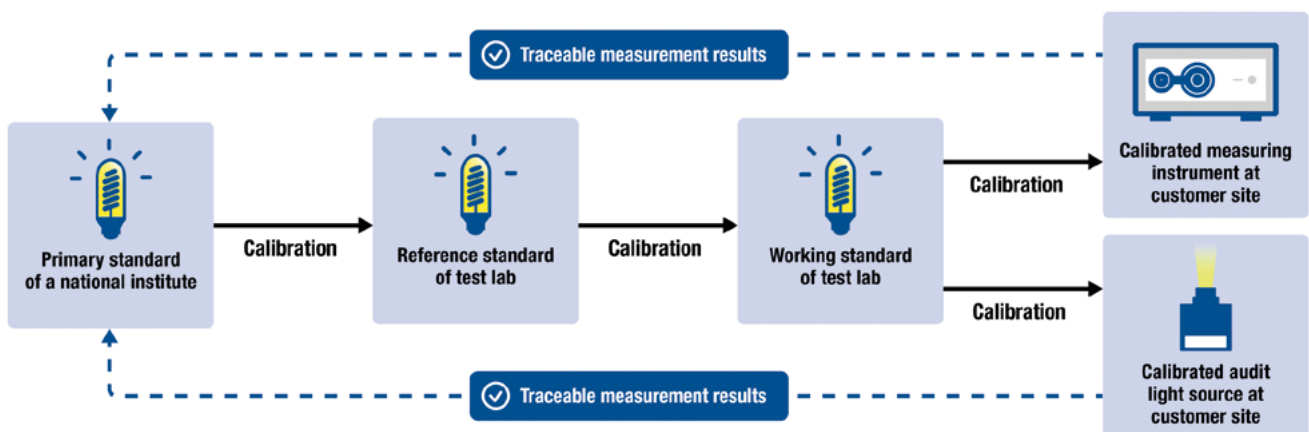 Traceable measurement results
Primary standard
of a national institute
Calibration
Reference standard
of test lab
Calibration
Working standard
of test lab
Calibration
Calibrated measuring
instrument at
customer site
Calibration
Calibrated audit
light source at
customer site
Traceable measurement results